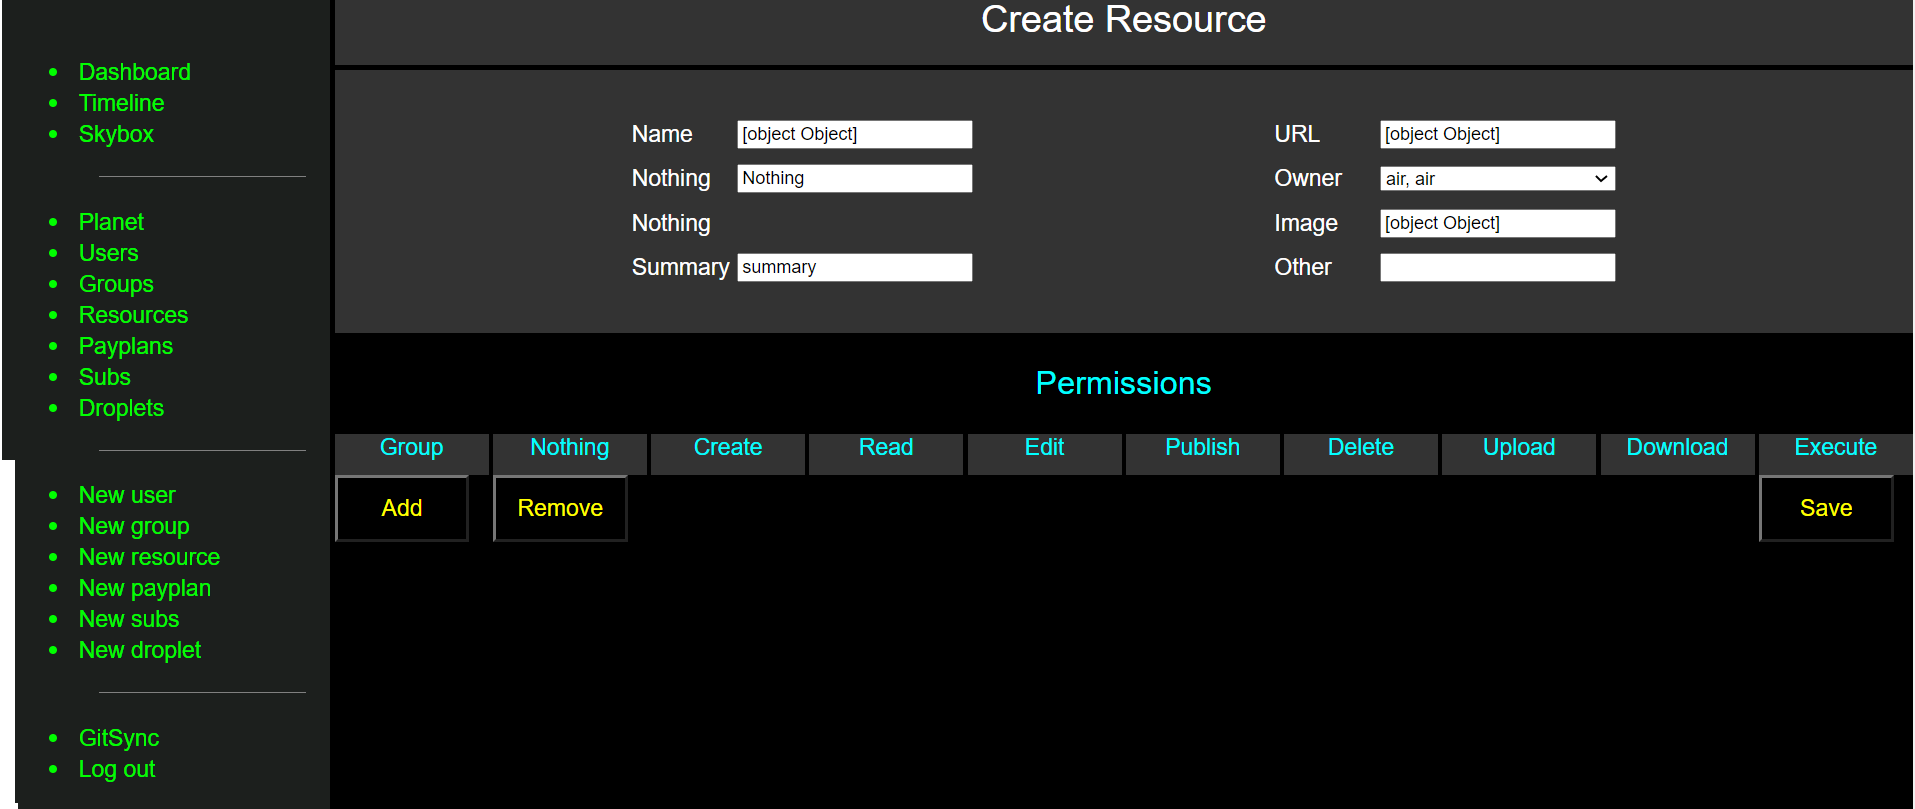 Create Resource
Dashboard
Timeline
Skybox
Planet
Users
Groups
Resources
Payplans
Subs
Droplets
New user
New group
New resource
New payplan
New subs
New droplet
GitSync
Log out
Name [object Object] URL [object Object]
Nothing Nothing Owner air, air
Nothing Image [object Object]
Summary summary Other
Permissions
Group Nothing Create Read Edit Publish Delete Upload Download Execute
Add Remove Save